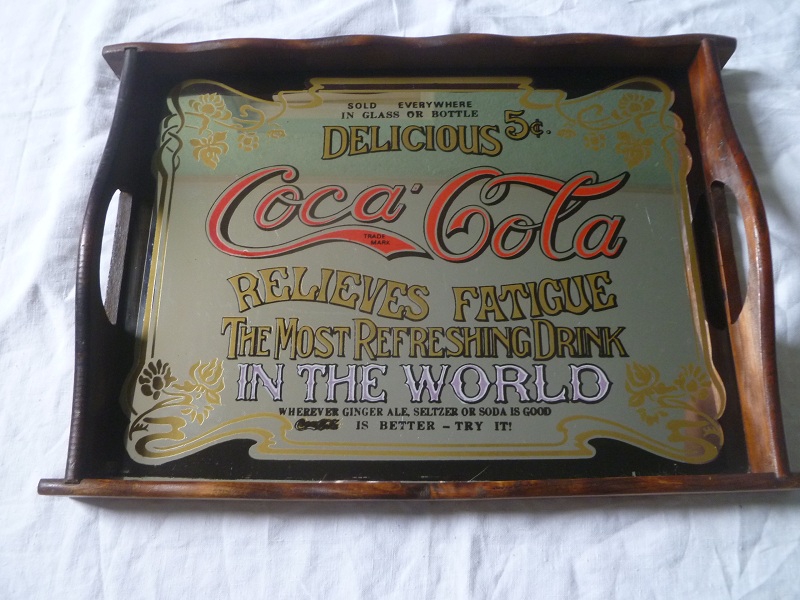 SOLD EVERYWHERE
IN GLASS OR BOTTLE
DELICIOUS 5¢.
Coca-Cola
TRADE
MARK
RELIEVES FATIGUE
THE MOST REFRESHING DRINK
IN THE WORLD
WHEREVER GINGER ALE, SELTZER OR SODA IS GOOD
Coca-Cola IS BETTER – TRY IT!